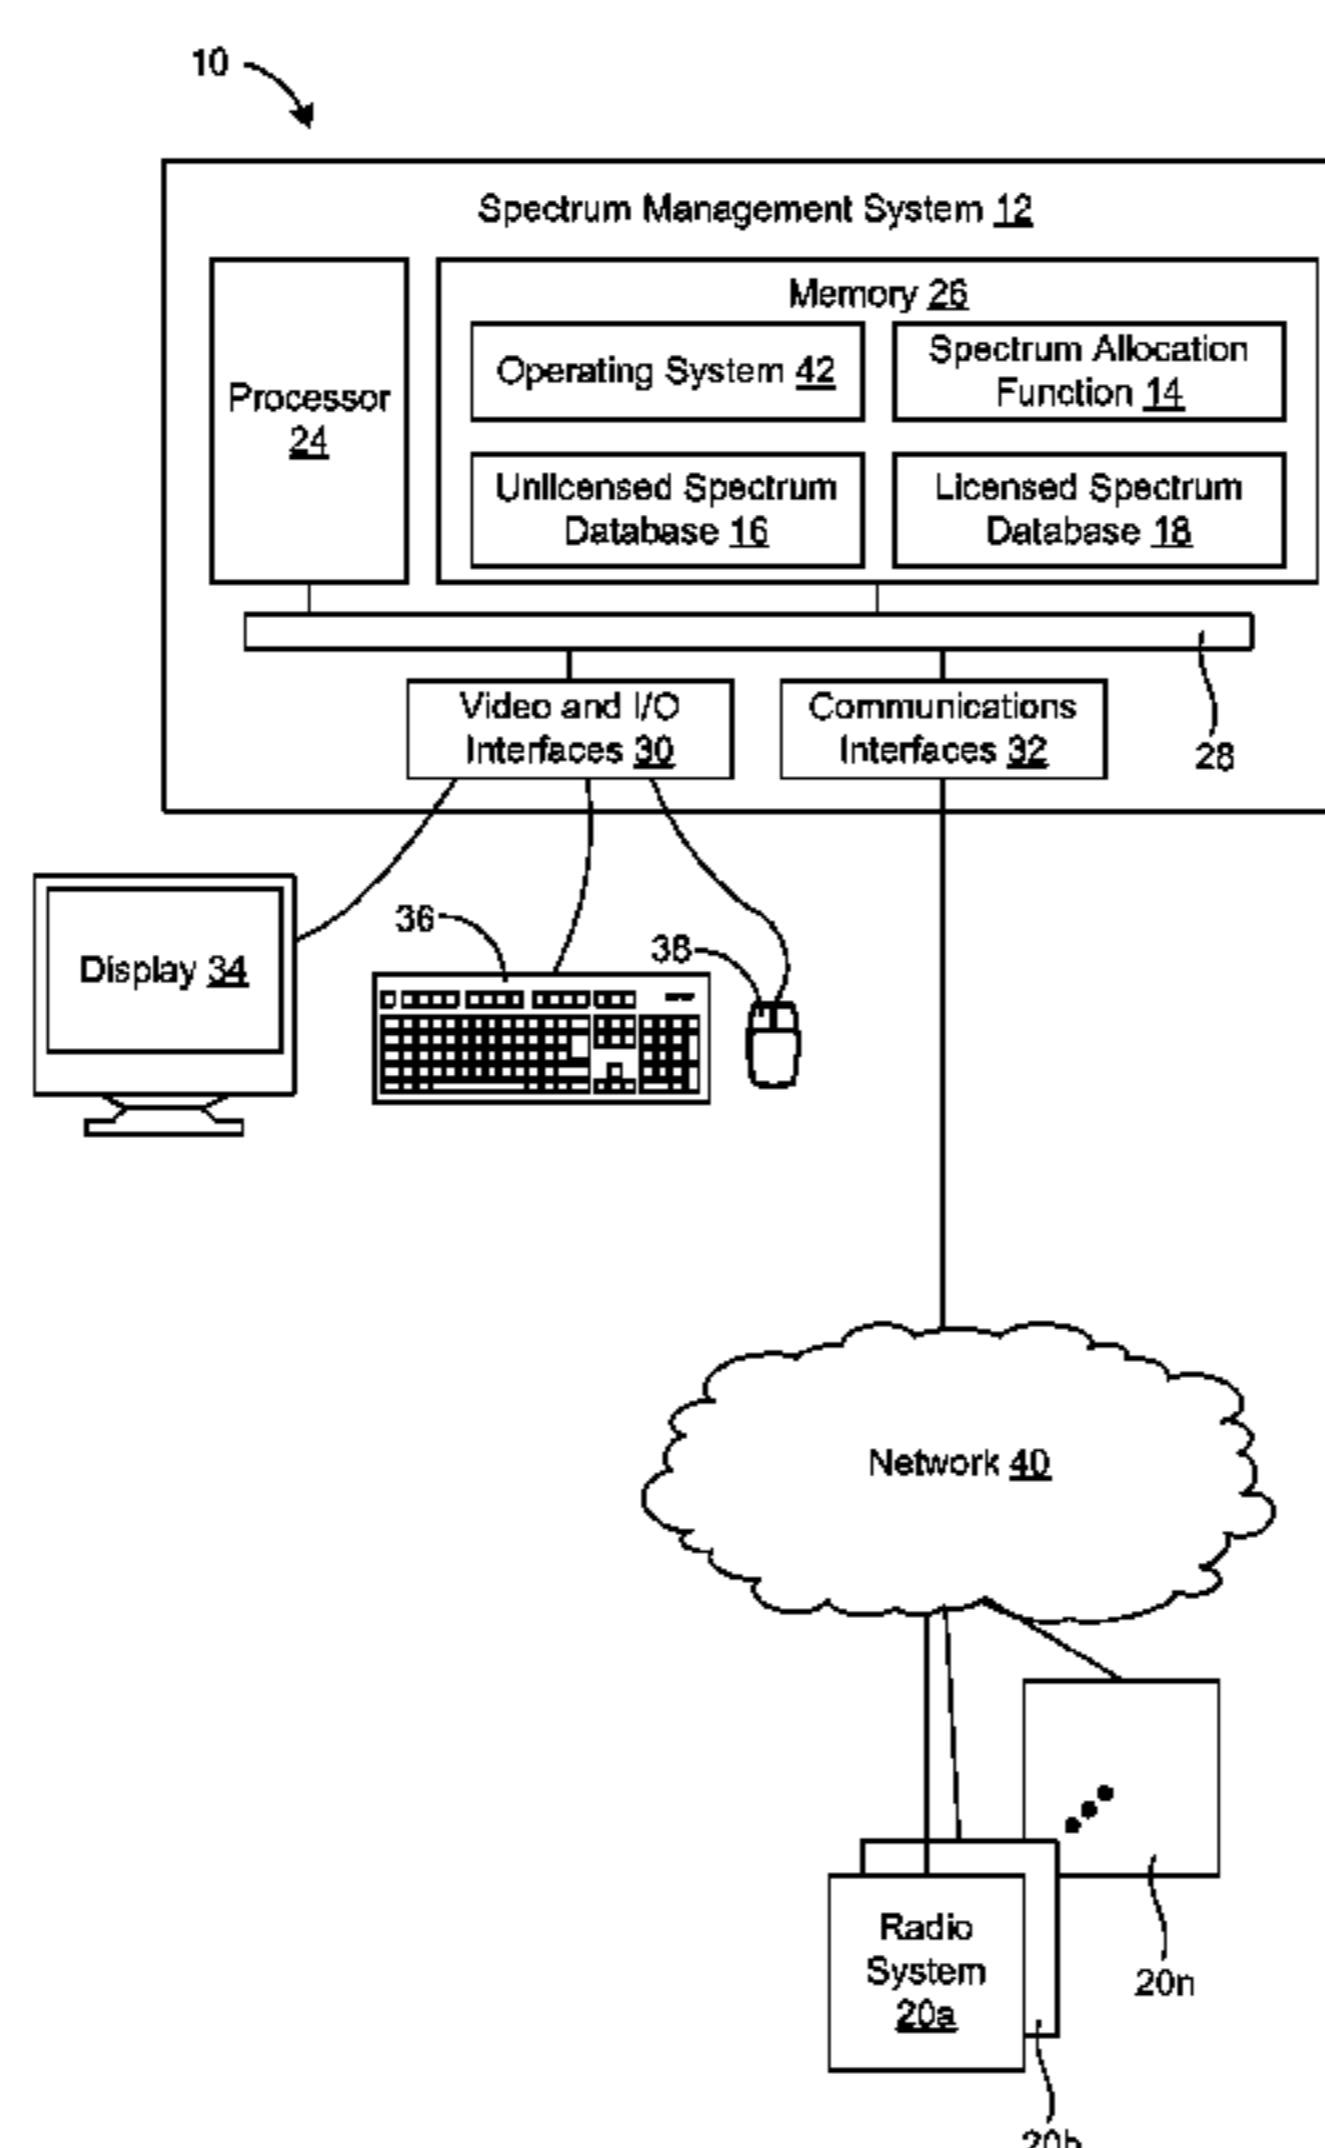 10
Spectrum Management System 12
Memory 26
Operating System 42
Spectrum Allocation
Function 14
Processor
24
Unlicensed Spectrum
Database 16
Licensed Spectrum
Database 18
Video and I/O
Interfaces 30
Communications
Interfaces 32
28
36
38
Display 34
Network 40
Radio
System
20a
20n
20b